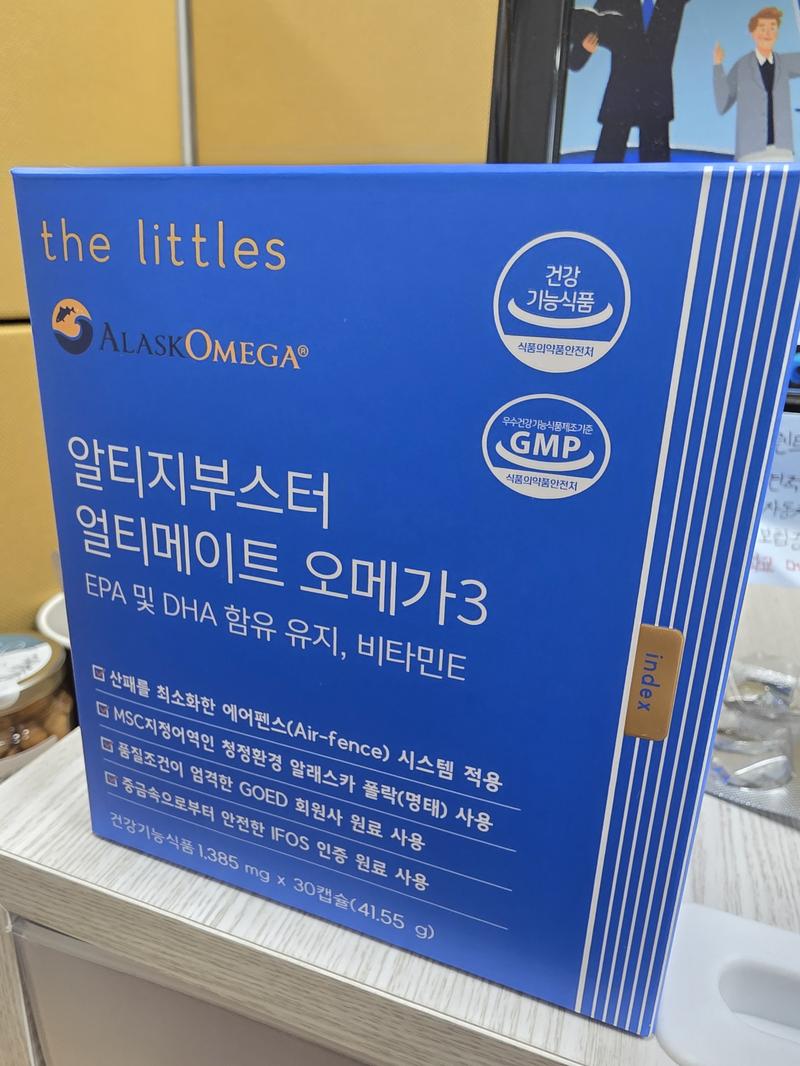 the littles
ALASKOMEGA®
건강
기능식품
식품의약품안전처
우수건강기능식품제조기준
GMP
식품의약품안전처
알티지부스터
얼티메이트 오메가3
EPA 및 DHA 함유 유지, 비타민E
산패를 최소화한 에어펜스(Air-fence) 시스템 적용
MSC지정어역인 청정환경 알래스카 폴락(명태) 사용
품질조건이 엄격한 GOED 회원사 원료 사용
중금속으로부터 안전한 IFOS 인증 원료 사용
건강기능식품 1,385 mg x 30캡슐(41.55 g)
index